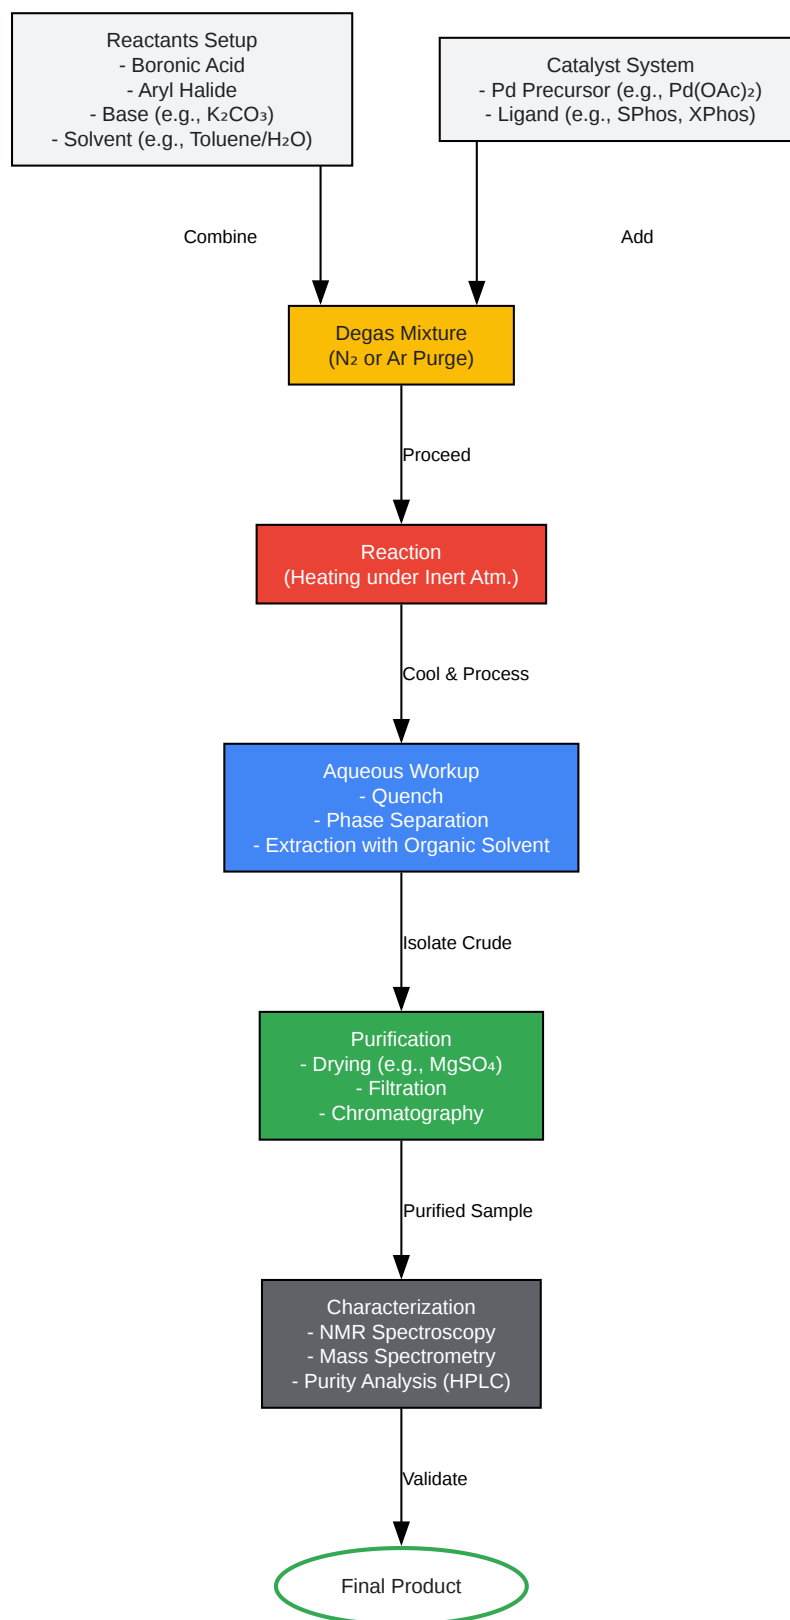 Reactants Setup
- Boronic Acid
- Aryl Halide
- Base (e.g., K₂CO₃)
- Solvent (e.g., Toluene/H₂O)
Catalyst System
- Pd Precursor (e.g., Pd(OAc)₂)
- Ligand (e.g., SPhos, XPhos)
Combine
Add
Degas Mixture
(N₂ or Ar Purge)
Proceed
Reaction
(Heating under Inert Atm.)
Cool & Process
Aqueous Workup
- Quench
- Phase Separation
- Extraction with Organic Solvent
Isolate Crude
Purification
- Drying (e.g., MgSO₄)
- Filtration
- Chromatography
Purified Sample
Characterization
- NMR Spectroscopy
- Mass Spectrometry
- Purity Analysis (HPLC)
Validate
Final Product